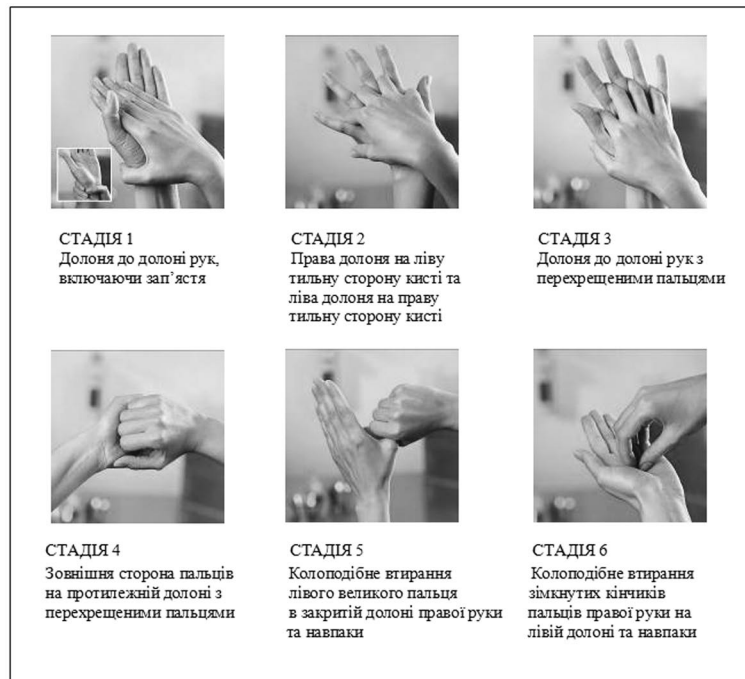 СТАДІЯ 1
Долоня до долоні рук,
включаючи зап’ястя
СТАДІЯ 2
Права долоня на ліву
тильну сторону кисті та
ліва долоня на праву
тильну сторону кисті
СТАДІЯ 3
Долоня до долоні рук з
перехрещеними пальцями
СТАДІЯ 4
Зовнішня сторона пальців
на протилежній долоні з
перехрещеними пальцями
СТАДІЯ 5
Колоподібне втирання
лівого великого пальця
в закритій долоні правої руки
та навпаки
СТАДІЯ 6
Колоподібне втирання
зімкнутих кінчиків
пальців правої руки на
лівій долоні та навпаки